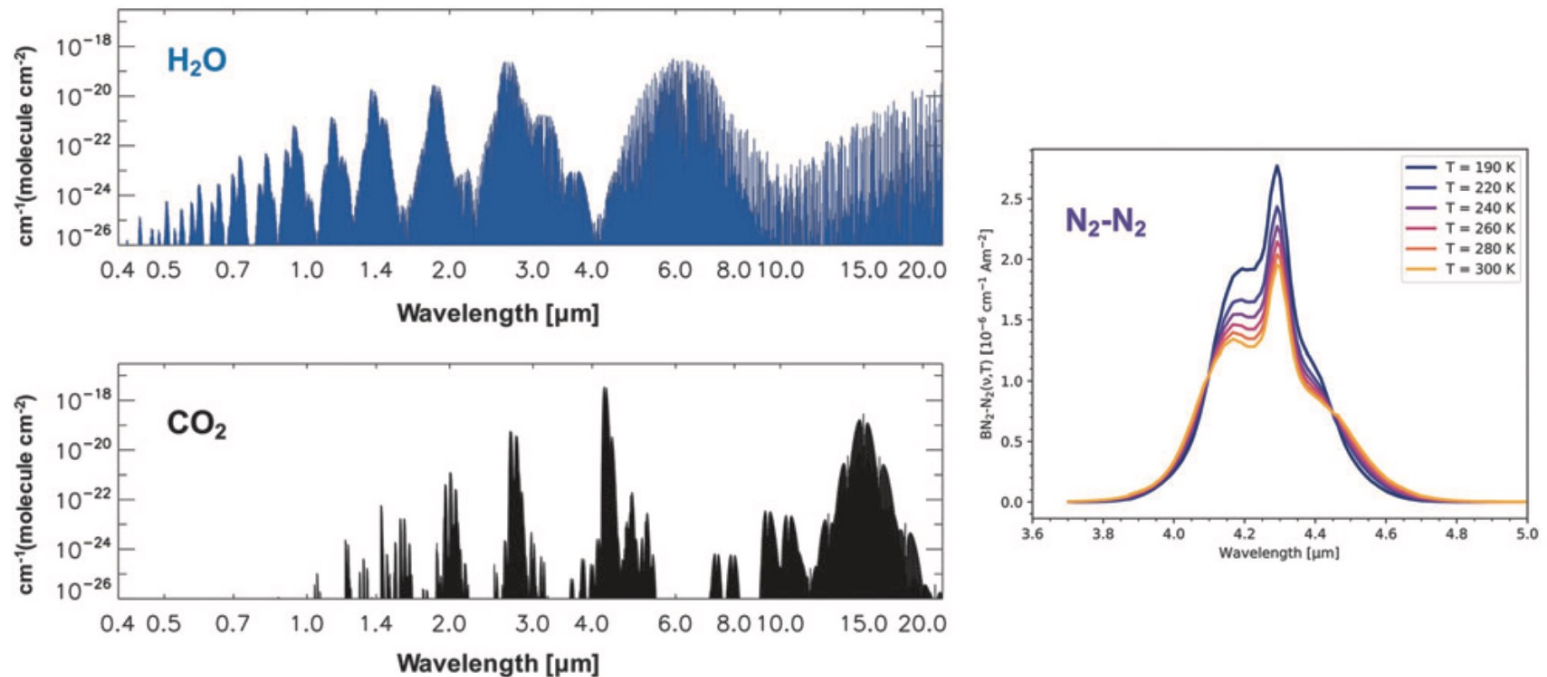 H₂O
cm⁻¹(molecule cm⁻²)
10⁻¹⁸
10⁻²⁰
10⁻²²
10⁻²⁴
10⁻²⁶
0.4 0.5 0.7 1.0 1.4 2.0 3.0 4.0 6.0 8.0 10.0 15.0 20.0
Wavelength [μm]
CO₂
cm⁻¹(molecule cm⁻²)
10⁻¹⁸
10⁻²⁰
10⁻²²
10⁻²⁴
10⁻²⁶
0.4 0.5 0.7 1.0 1.4 2.0 3.0 4.0 6.0 8.0 10.0 15.0 20.0
Wavelength [μm]
N₂-N₂
T = 190 K
T = 220 K
T = 240 K
T = 260 K
T = 280 K
T = 300 K
BN₂-N₂(ν,T) [10⁻⁶ cm⁻¹ Am⁻²]
2.5
2.0
1.5
1.0
0.5
0.0
3.6 3.8 4.0 4.2 4.4 4.6 4.8 5.0
Wavelength [μm]